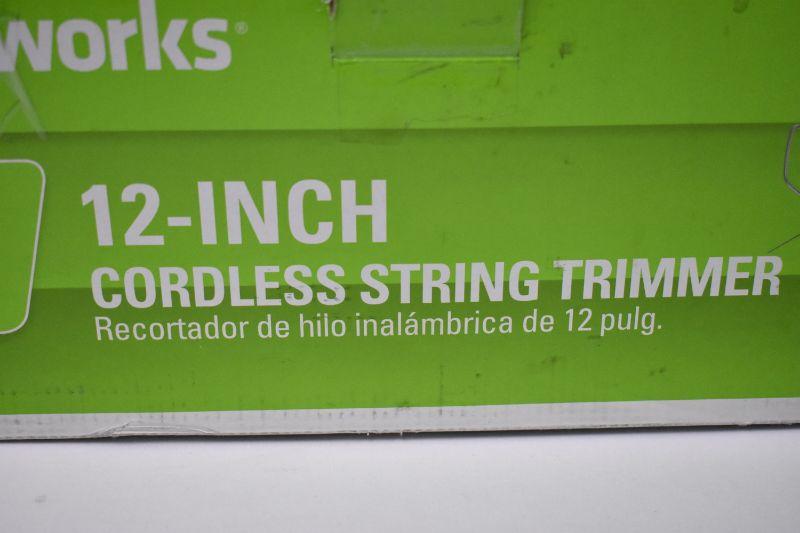 works®
12-INCH
CORDLESS STRING TRIMMER
Recortador de hilo inalámbrica de 12 pulg.